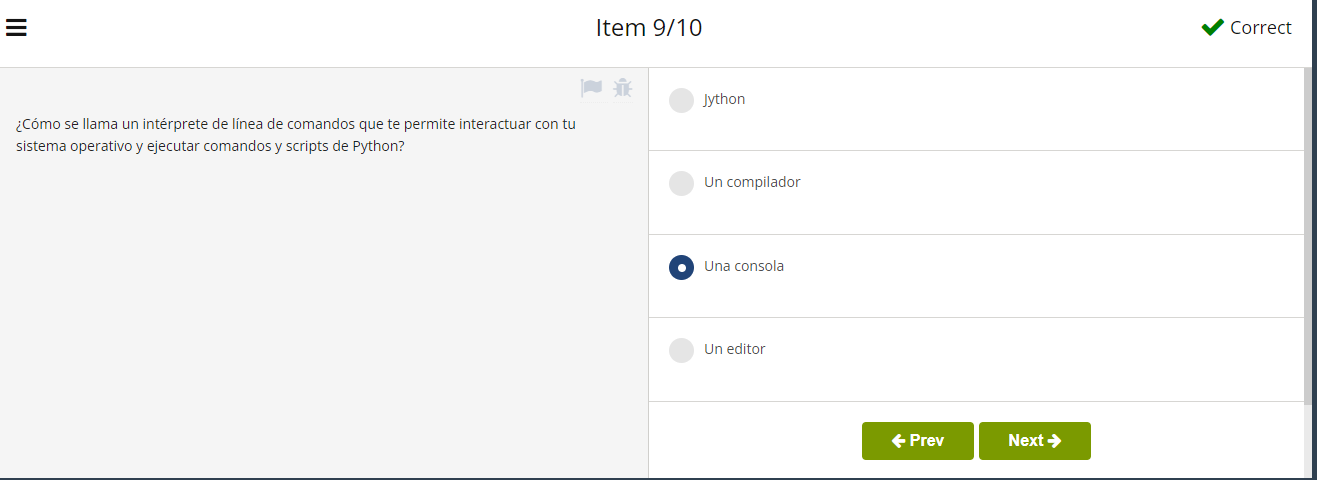 Item 9/10
Correct
¿Cómo se llama un intérprete de línea de comandos que te permite interactuar con tu
sistema operativo y ejecutar comandos y scripts de Python?
Jython
Un compilador
Una consola
Un editor
Prev
Next